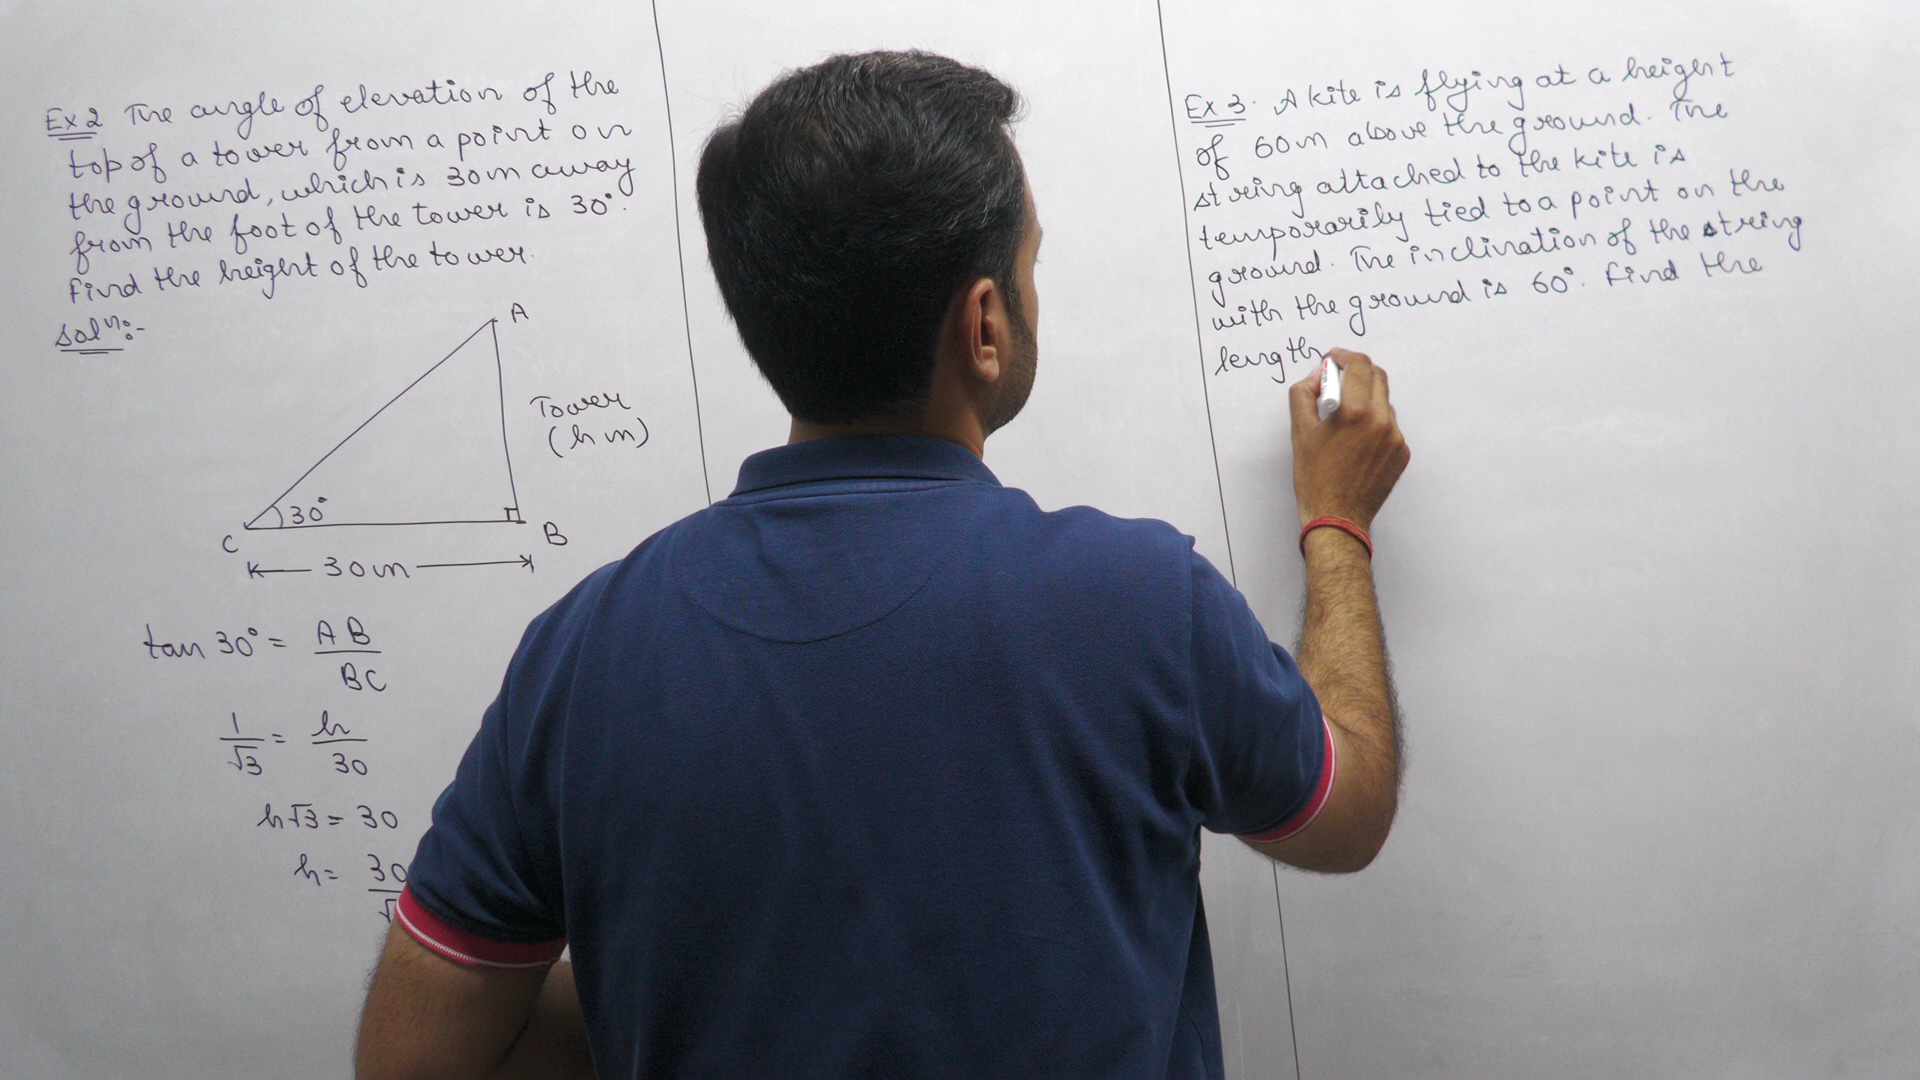 Ex 2 The angle of elevation of the
top of a tower from a point on
the ground, which is 30m away
from the foot of the tower is 30°.
Find the height of the tower.
Solⁿ:-
A
Tower
(h m)
30°
C
B
30m
tan 30° = AB/BC
1/√3 = h/30
h√3 = 30
h = 30/√
Ex 3. A kite is flying at a height
of 60m above the ground. The
string attached to the kite is
temporarily tied to a point on the
ground. The inclination of the string
with the ground is 60°. Find the
length